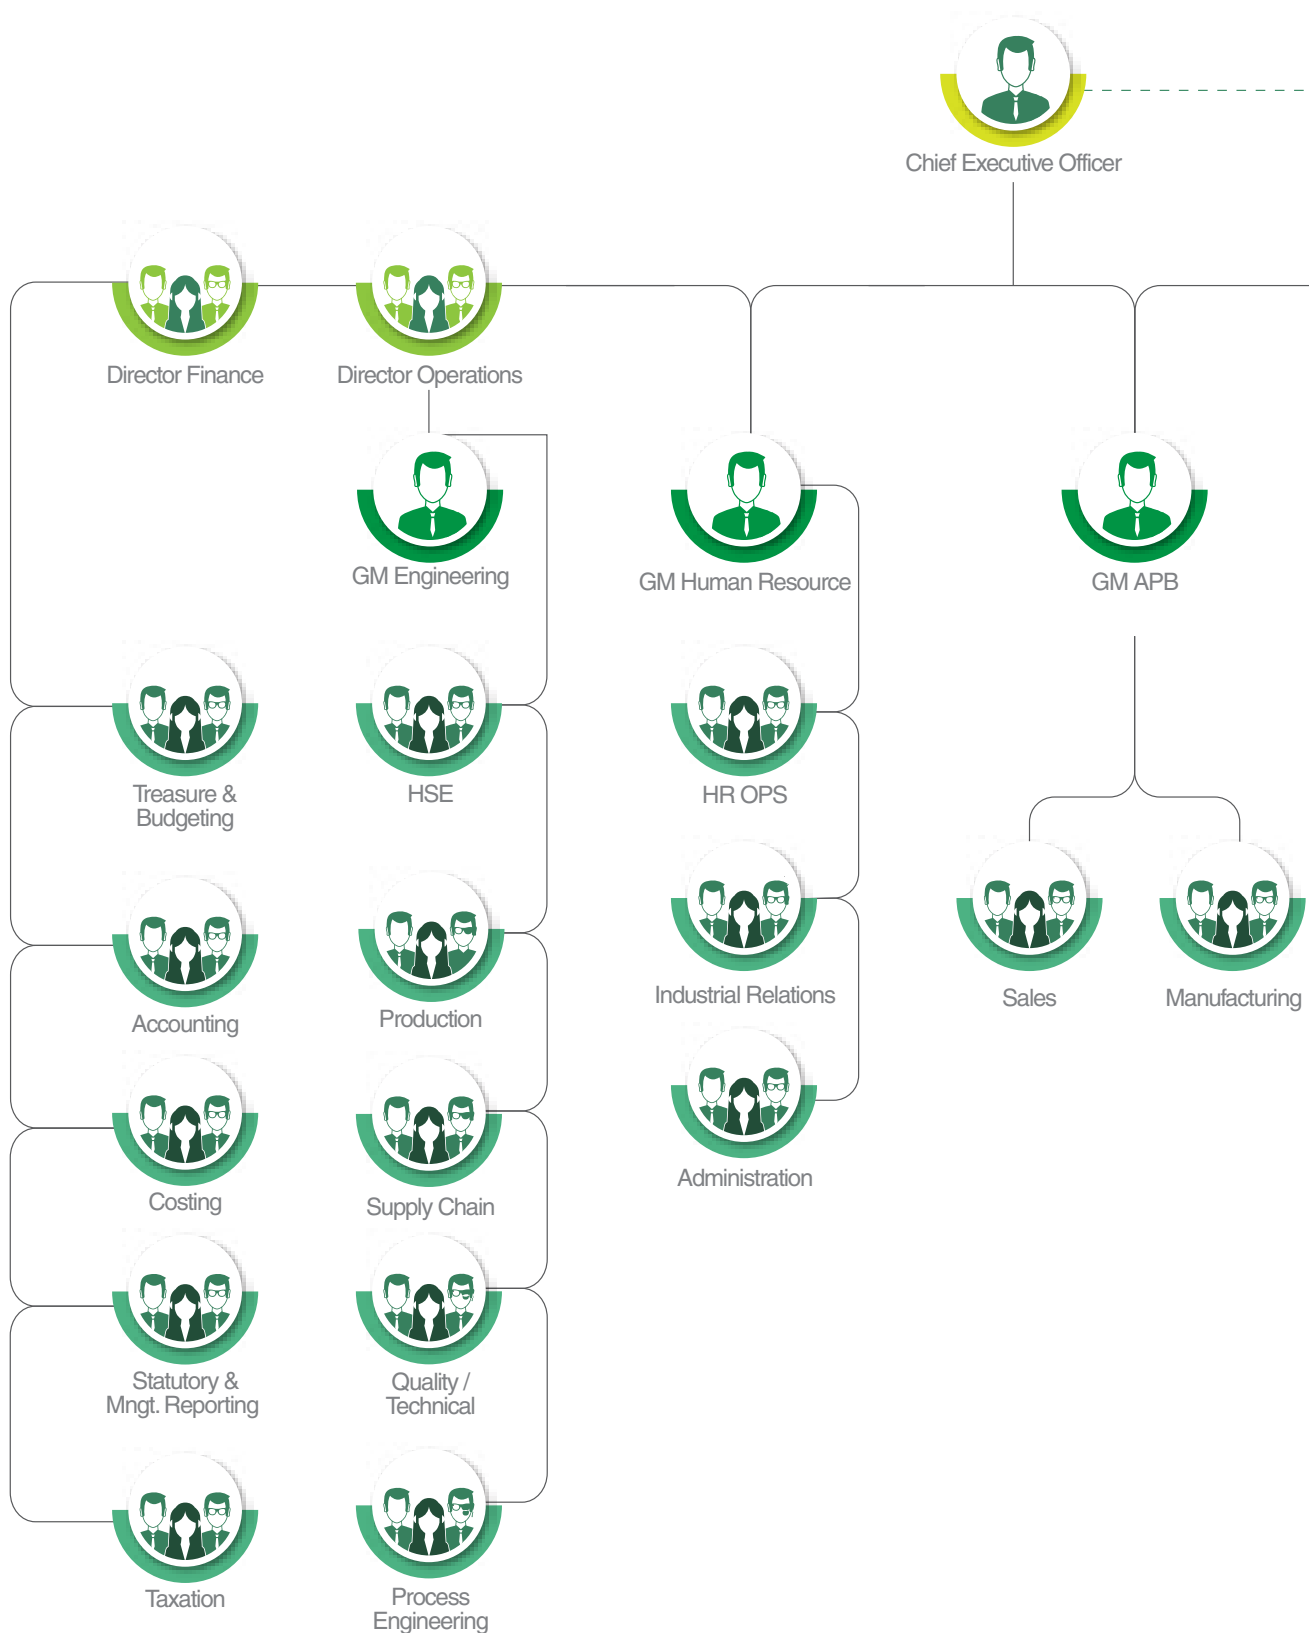 Chief Executive Officer
Director Finance
Director Operations
GM Engineering
GM Human Resource
GM APB
Treasure &
Budgeting
HSE
HR OPS
Accounting
Production
Industrial Relations
Sales
Manufacturing
Costing
Supply Chain
Administration
Statutory &
Mngt. Reporting
Quality /
Technical
Taxation
Process
Engineering